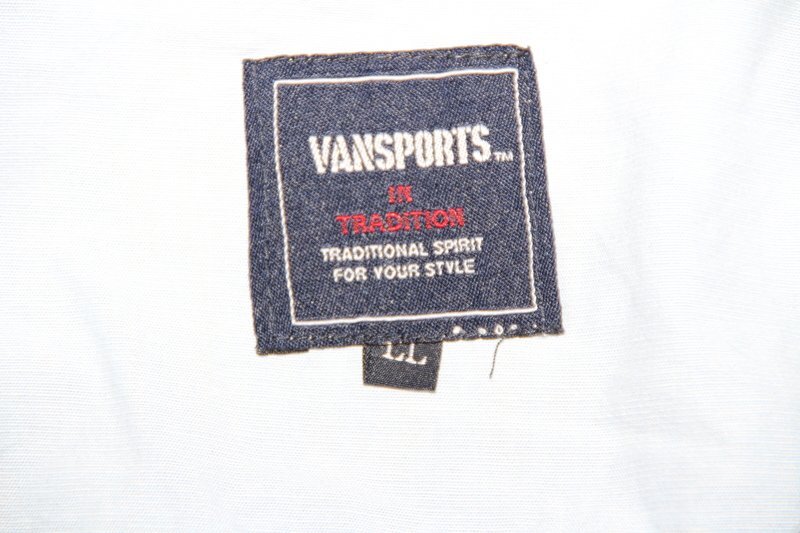 VANSPORTS™
IN
TRADITION
TRADITIONAL SPIRIT
FOR YOUR STYLE
LL